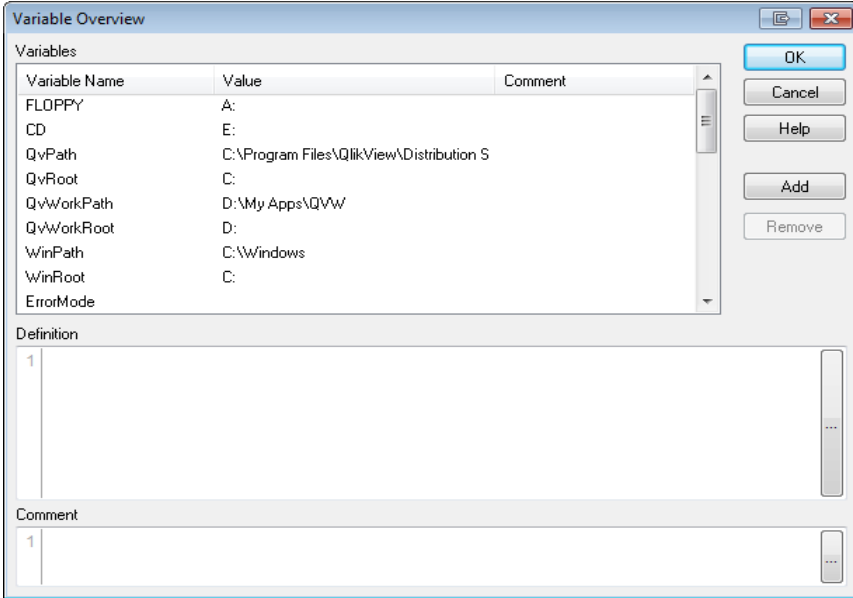 Variable Overview
Variables
OK
Variable Name Value Comment
Cancel
FLOPPY A:
CD E:
Help
QvPath C:\Program Files\QlikView\Distribution S
QvRoot C:
Add
QvWorkPath D:\My Apps\QVW
QvWorkRoot D:
Remove
WinPath C:\Windows
WinRoot C:
ErrorMode
Definition
1
...
Comment
1
...